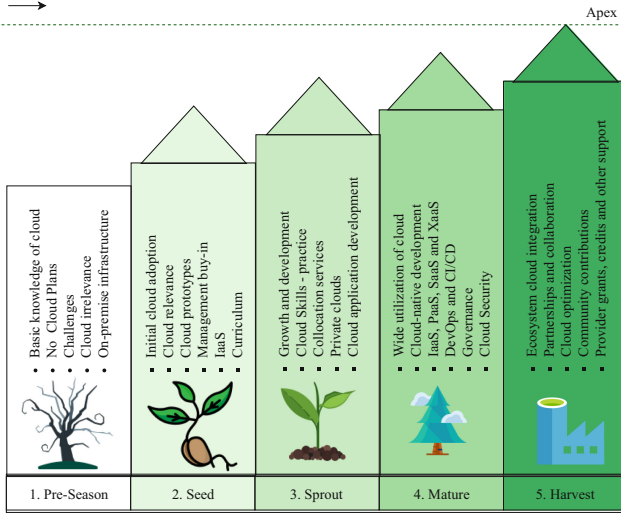 Apex
Basic knowledge of cloud
No Cloud Plans
Challenges
Cloud irrelevance
On-premise infrastructure
Initial cloud adoption
Cloud relevance
Cloud prototypes
Management buy-in
IaaS
Curriculum
Growth and development
Cloud Skills - practice
Collocation services
Private clouds
Cloud application development
Wide utilization of cloud
Cloud-native development
IaaS, PaaS, SaaS and XaaS
DevOps and CI/CD
Governance
Cloud Security
Ecosystem cloud integration
Partnerships and collaboration
Cloud optimization
Community contributions
Provider grants, credits and other support
1. Pre-Season
2. Seed
3. Sprout
4. Mature
5. Harvest